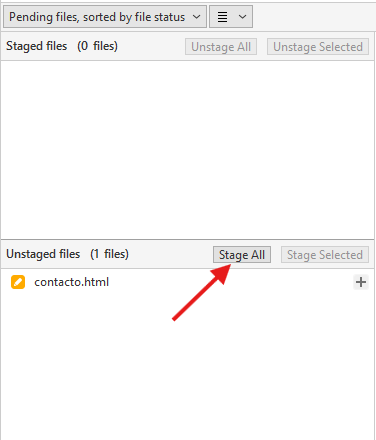 Pending files, sorted by file status
Staged files (0 files) Unstage All Unstage Selected
Unstaged files (1 files) Stage All Stage Selected
contacto.html